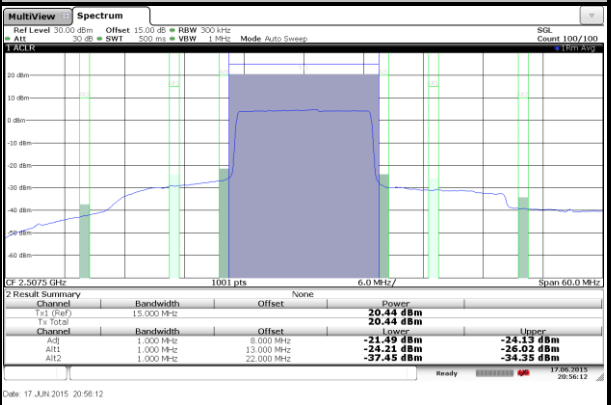 MultiView Spectrum
Ref Level 30.00 dBm Offset 15.00 dB RBW 300 kHz SGL
Att 30 dB SWT 500 ms VBW 1 MHz Mode Auto Sweep Count 100/100
1 ACLR 1Rm Avg
20 dBm
10 dBm
0 dBm
-10 dBm
-20 dBm
-30 dBm
-40 dBm
-50 dBm
-60 dBm
CF 2.5075 GHz 1001 pts 6.0 MHz/ Span 60.0 MHz
2 Result Summary None
Channel Bandwidth Offset Power
Tx1 (Ref) 15.000 MHz 20.44 dBm
Tx Total 20.44 dBm
Channel Bandwidth Offset Lower Upper
Adj 1.000 MHz 8.000 MHz -21.49 dBm -24.13 dBm
Alt1 1.000 MHz 13.000 MHz -24.21 dBm -26.02 dBm
Alt2 1.000 MHz 22.000 MHz -37.45 dBm -34.35 dBm
Ready 17.06.2015
20:56:12
Date: 17.JUN.2015 20:56:12